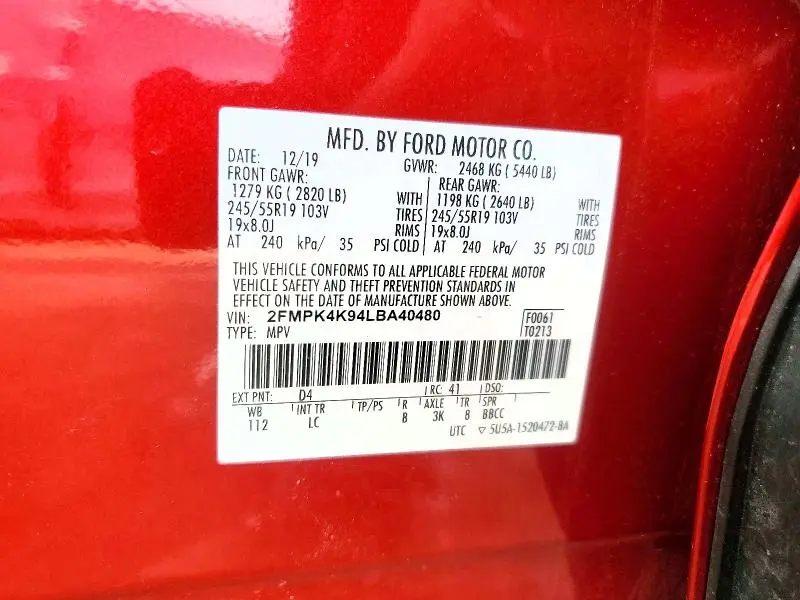 MFD. BY FORD MOTOR CO.
DATE: 12/19 GVWR: 2468 KG ( 5440 LB)
FRONT GAWR: REAR GAWR:
1279 KG ( 2820 LB) WITH 1198 KG ( 2640 LB) WITH
245/55R19 103V TIRES 245/55R19 103V TIRES
19x8.0J RIMS 19x8.0J RIMS
AT 240 kPa/ 35 PSI COLD AT 240 kPa/ 35 PSI COLD
THIS VEHICLE CONFORMS TO ALL APPLICABLE FEDERAL MOTOR
VEHICLE SAFETY AND THEFT PREVENTION STANDARDS IN
EFFECT ON THE DATE OF MANUFACTURE SHOWN ABOVE.
VIN: 2FMPK4K94LBA40480 F0061
TYPE: MPV T0213
EXT PNT: D4 RC: 41 DSO:
WB INT TR TP/PS R AXLE TR SPR
112 LC B 3K B BBCC
UTC ▽ 5U5A-1520472-BA